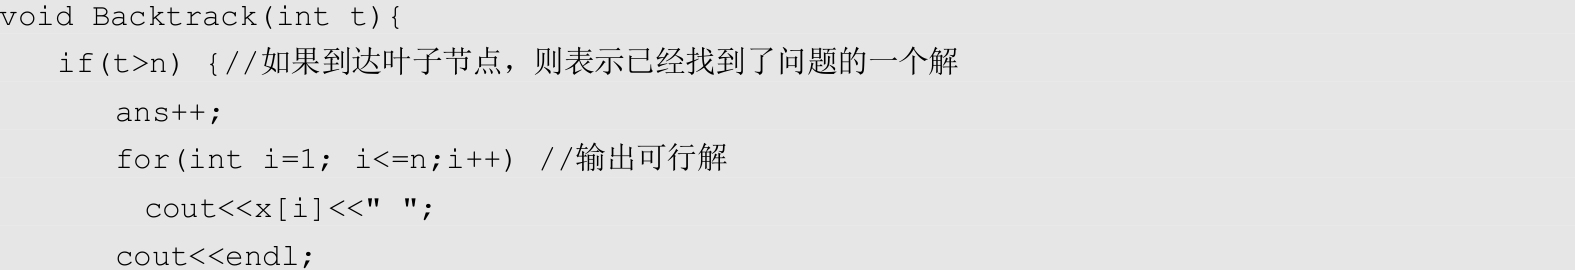 void Backtrack(int t){
if(t>n) {//如果到达叶子节点，则表示已经找到了问题的一个解
ans++;
for(int i=1; i<=n;i++) //输出可行解
cout<<x[i]<<" ";
cout<<endl;